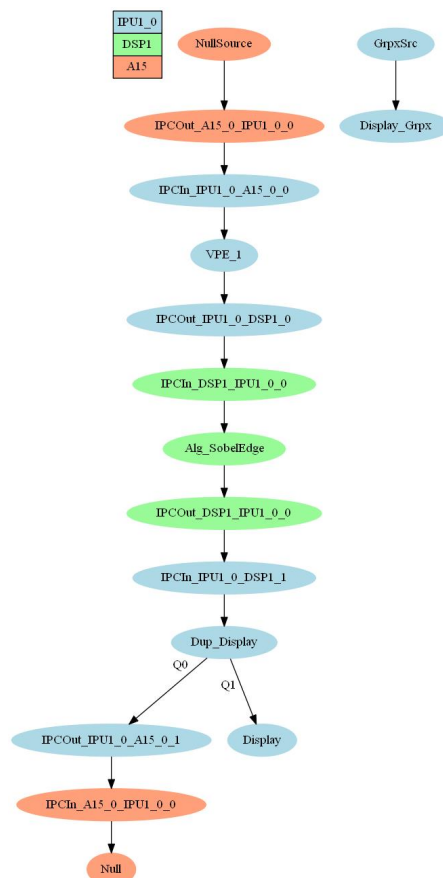 IPU1_0
DSP1
A15
NullSource
GrpxSrc
IPCOut_A15_0_IPU1_0_0
Display_Grpx
IPCIn_IPU1_0_A15_0_0
VPE_1
IPCOut_IPU1_0_DSP1_0
IPCIn_DSP1_IPU1_0_0
Alg_SobelEdge
IPCOut_DSP1_IPU1_0_0
IPCIn_IPU1_0_DSP1_1
Dup_Display
Q0
Q1
IPCOut_IPU1_0_A15_0_1
Display
IPCIn_A15_0_IPU1_0_0
Null